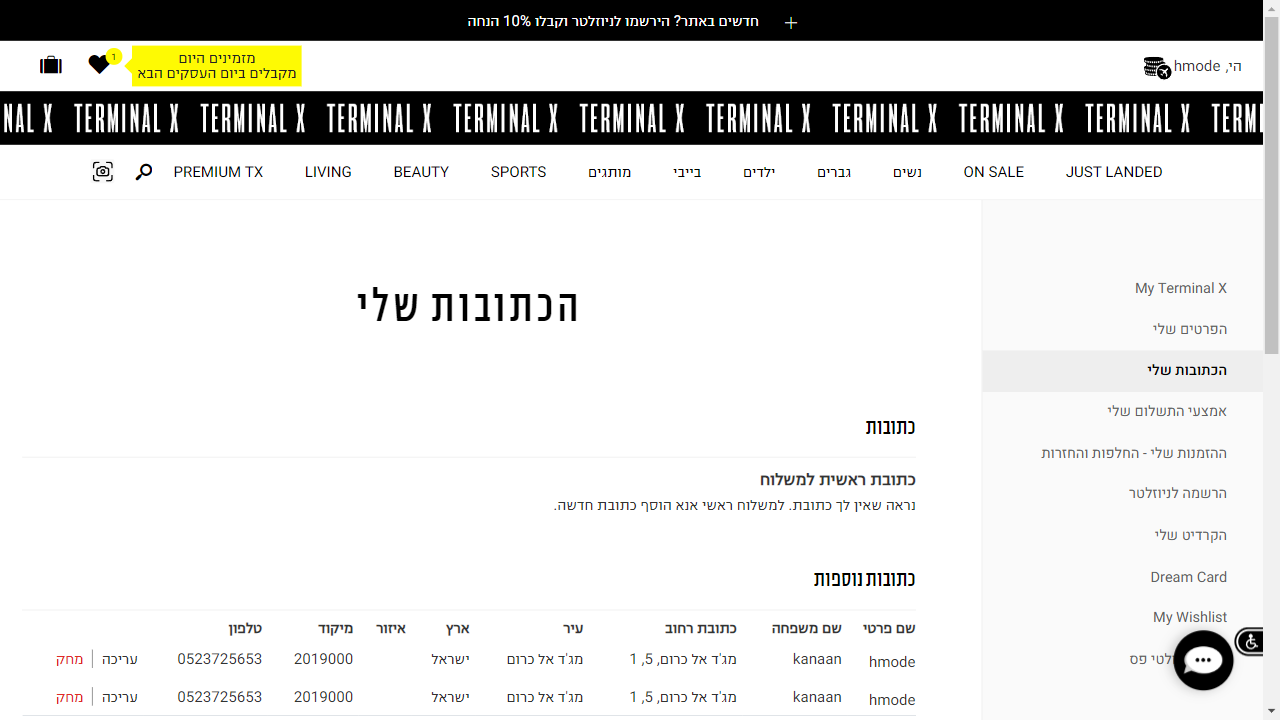 חדשים באתר? הירשמו לניוזלטר וקבלו 10% הנחה +
הי, hmode
מזמינים היום
מקבלים ביום העסקים הבא
1
NAL X TERMINAL X TERMINAL X TERMINAL X TERMINAL X TERMINAL X TERMINAL X TERMINAL X TERMINAL X TERMINAL X TERM
JUST LANDED ON SALE נשים גברים ילדים בייבי מותגים SPORTS BEAUTY LIVING PREMIUM TX
My Terminal X
הפרטים שלי
הכתובות שלי
אמצעי התשלום שלי
ההזמנות שלי - החלפות והחזרות
הרשמה לניוזלטר
הקרדיט שלי
Dream Card
My Wishlist
פס
הכתובות שלי
כתובות
כתובת ראשית למשלוח
נראה שאין לך כתובת. למשלוח ראשי אנא הוסף כתובת חדשה.
כתובות נוספות
שם פרטי שם משפחה כתובת רחוב עיר ארץ איזור מיקוד טלפון
hmode kanaan מג'ד אל כרום, 5, 1 מג'ד אל כרום ישראל 2019000 0523725653 עריכה מחק
hmode kanaan מג'ד אל כרום, 5, 1 מג'ד אל כרום ישראל 2019000 0523725653 עריכה מחק